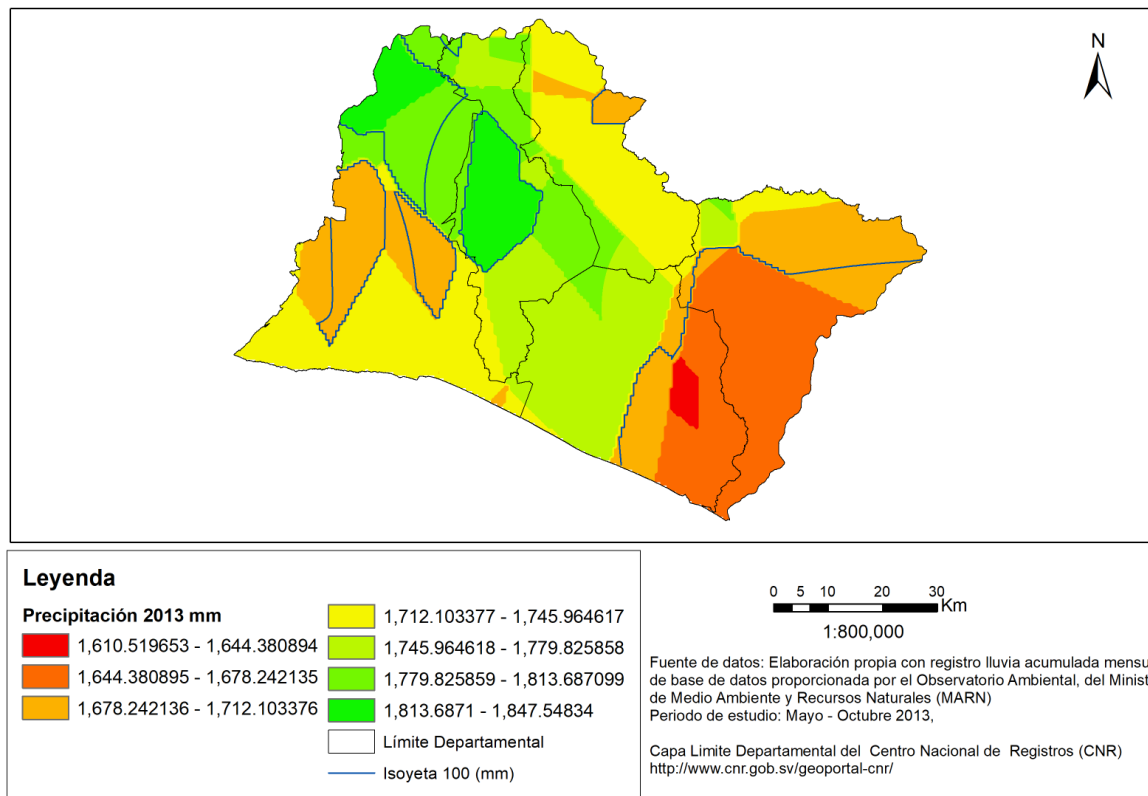 N
Leyenda
Precipitación 2013 mm
1,610.519653 - 1,644.380894
1,644.380895 - 1,678.242135
1,678.242136 - 1,712.103376
1,712.103377 - 1,745.964617
1,745.964618 - 1,779.825858
1,779.825859 - 1,813.687099
1,813.6871 - 1,847.54834
Límite Departamental
Isoyeta 100 (mm)
0 5 10 20 30
Km
1:800,000
Fuente de datos: Elaboración propia con registro lluvia acumulada mensu
de base de datos proporcionada por el Observatorio Ambiental, del Minist
de Medio Ambiente y Recursos Naturales (MARN)
Periodo de estudio: Mayo - Octubre 2013,
Capa Limite Departamental del Centro Nacional de Registros (CNR)
http://www.cnr.gob.sv/geoportal-cnr/